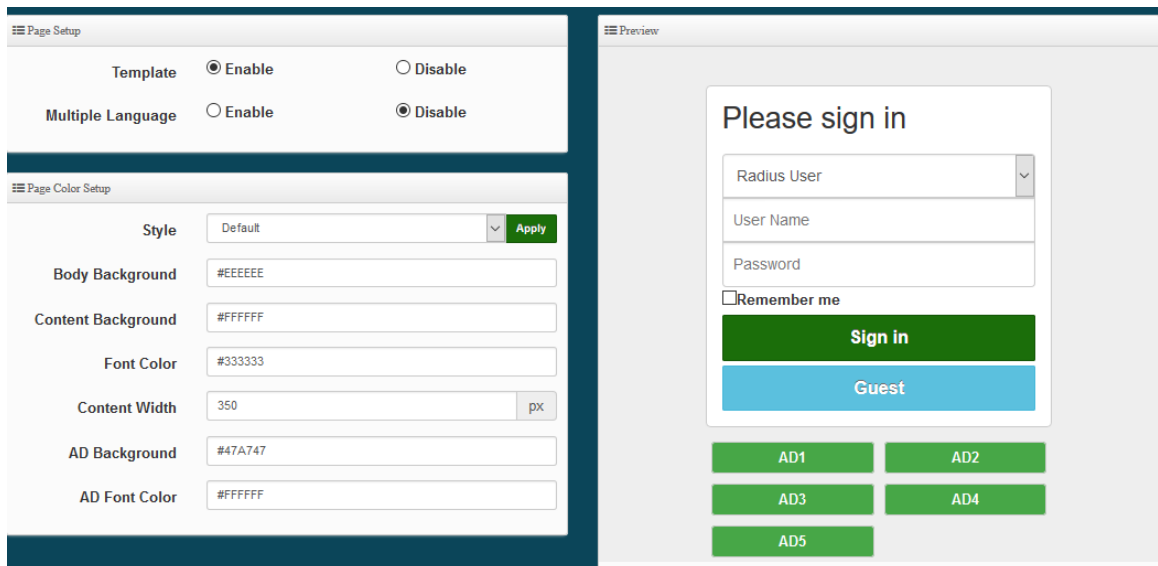 Page Setup
Template Enable Disable
Multiple Language Enable Disable
Page Color Setup
Style Default Apply
Body Background #EEEEEE
Content Background #FFFFFF
Font Color #333333
Content Width 350 px
AD Background #47A747
AD Font Color #FFFFFF
Preview
Please sign in
Radius User
User Name
Password
Remember me
Sign in
Guest
AD1 AD2
AD3 AD4
AD5